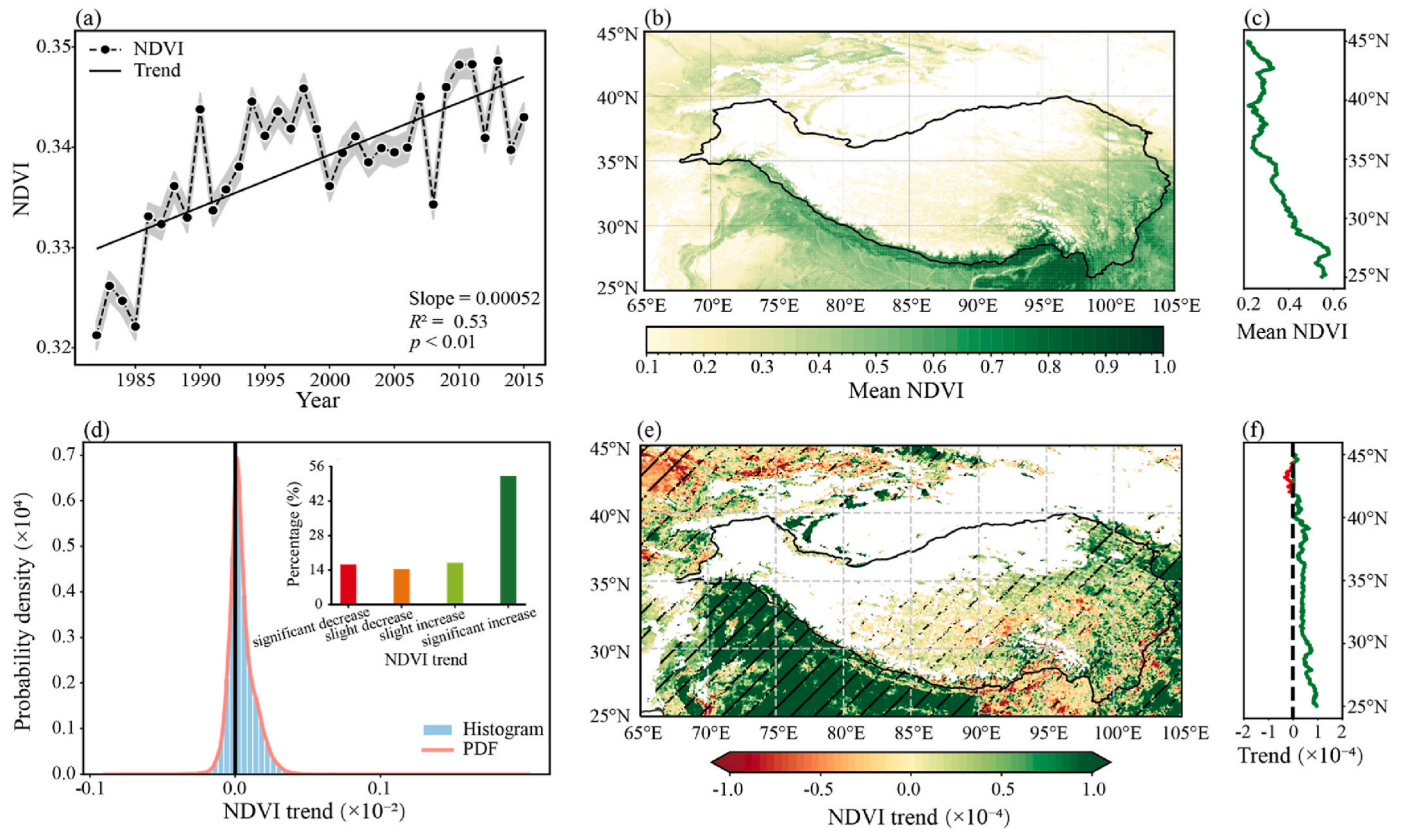 (a)
0.35
0.34
0.33
0.32
NDVI
NDVI
Trend
Slope = 0.00052
R² = 0.53
p < 0.01
1985 1990 1995 2000 2005 2010 2015
Year
(b)
45°N
40°N
35°N
30°N
25°N
65°E 70°E 75°E 80°E 85°E 90°E 95°E 100°E 105°E
0.1 0.2 0.3 0.4 0.5 0.6 0.7 0.8 0.9 1.0
Mean NDVI
(c)
45°N
40°N
35°N
30°N
25°N
0.2 0.4 0.6
Mean NDVI
(d)
0.7
0.6
0.5
0.4
0.3
0.2
0.1
0.0
Probability density (×10⁴)
56
42
28
14
0
Percentage (%)
significant decrease
slight decrease
slight increase
significant increase
NDVI trend
Histogram
PDF
-0.1 0.0 0.1
NDVI trend (×10⁻²)
(e)
45°N
40°N
35°N
30°N
25°N
65°E 70°E 75°E 80°E 85°E 90°E 95°E 100°E 105°E
-1.0 -0.5 0.0 0.5 1.0
NDVI trend (×10⁻⁴)
(f)
45°N
40°N
35°N
30°N
25°N
-2 -1 0 1 2
Trend (×10⁻⁴)